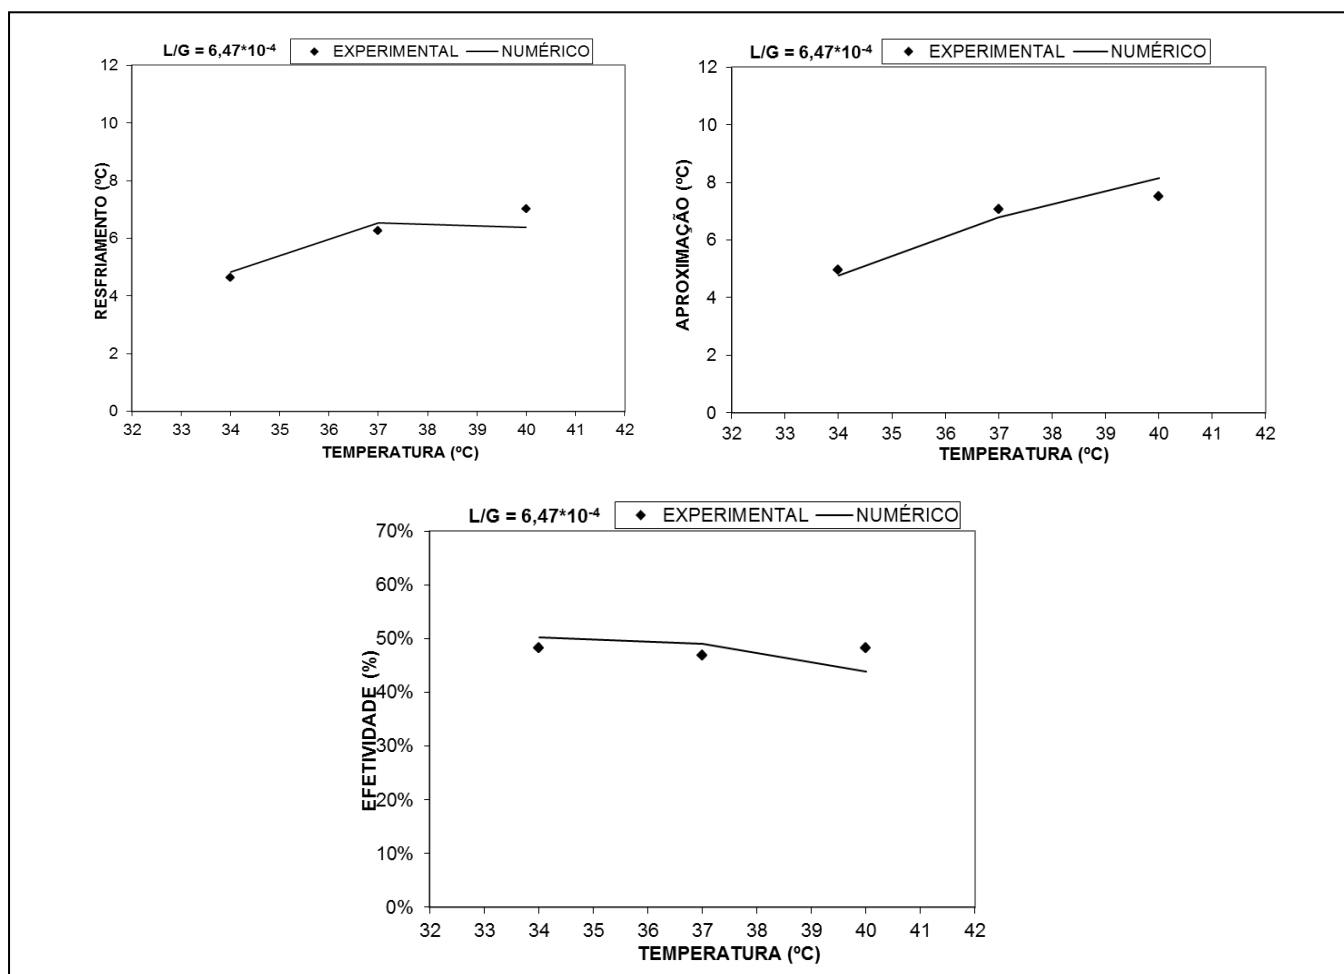 L/G = 6,47*10-4 EXPERIMENTAL NUMÉRICO
12
10
8
6
4
2
0
RESFRIAMENTO (ºC)
32 33 34 35 36 37 38 39 40 41 42
TEMPERATURA (ºC)
L/G = 6,47*10-4 EXPERIMENTAL NUMÉRICO
12
10
8
6
4
2
0
APROXIMAÇÃO (ºC)
32 33 34 35 36 37 38 39 40 41 42
TEMPERATURA (ºC)
L/G = 6,47*10-4 EXPERIMENTAL NUMÉRICO
70%
60%
50%
40%
30%
20%
10%
0%
EFETIVIDADE (%)
32 33 34 35 36 37 38 39 40 41 42
TEMPERATURA (ºC)